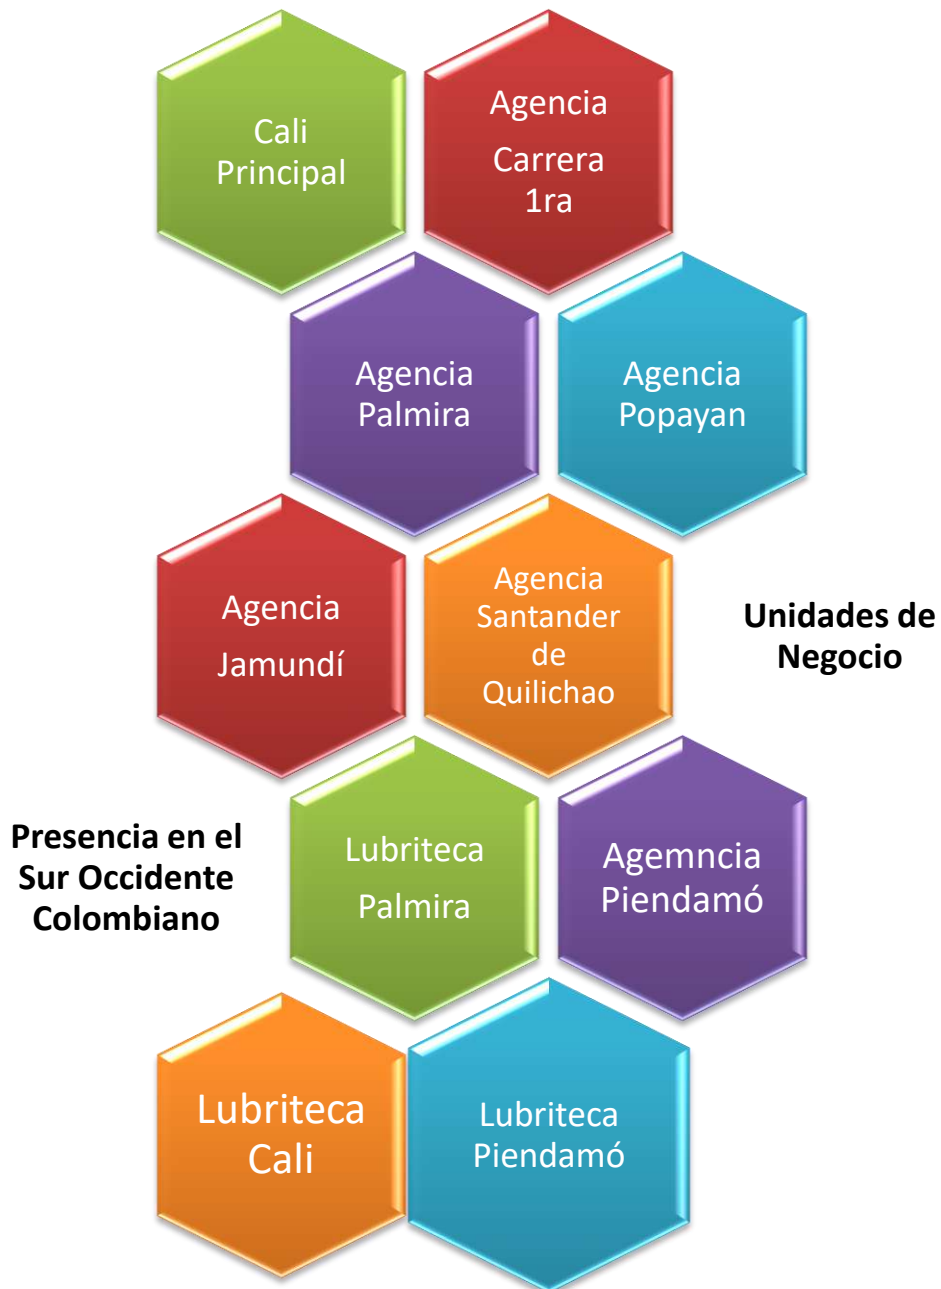 Cali
Principal
Agencia
Carrera
1ra
Agencia
Palmira
Agencia
Popayan
Agencia
Jamundí
Agencia
Santander
de
Quilichao
Unidades de
Negocio
Presencia en el
Sur Occidente
Colombiano
Lubriteca
Palmira
Agemncia
Piendamó
Lubriteca
Cali
Lubriteca
Piendamó